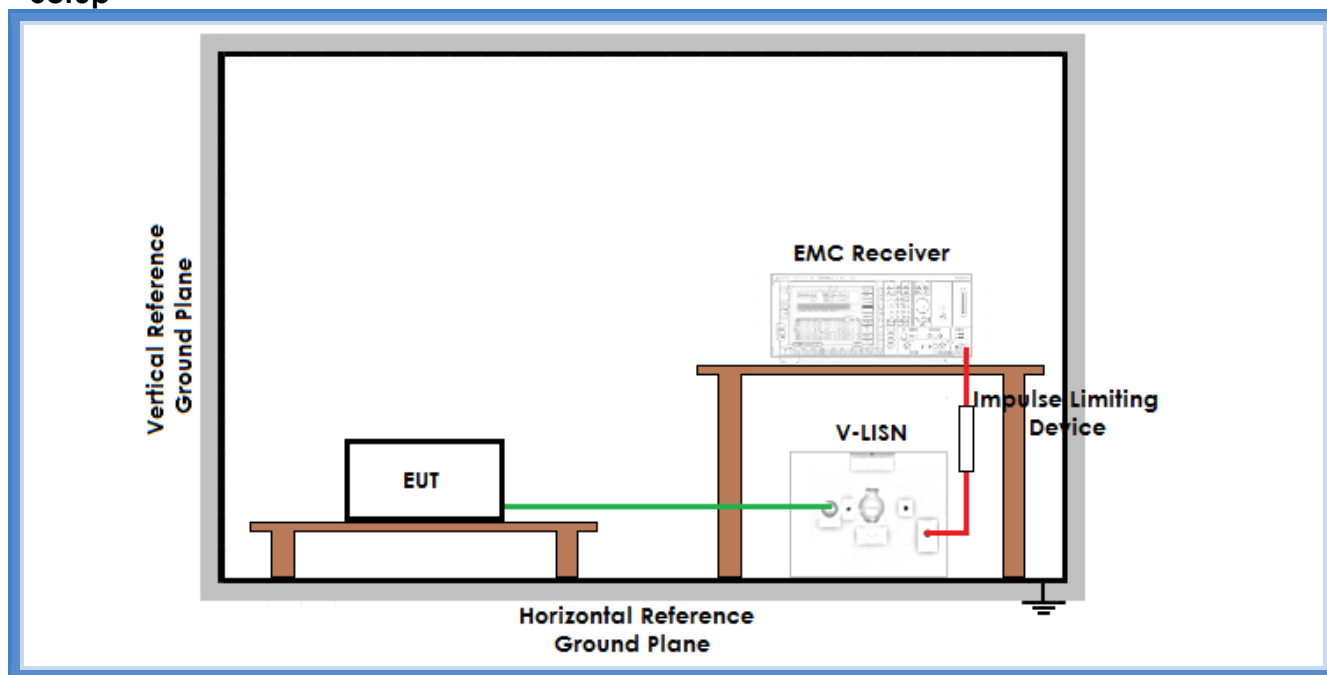 Vertical Reference
Ground Plane
EMC Receiver
Impulse Limiting
Device
V-LISN
EUT
Horizontal Reference
Ground Plane